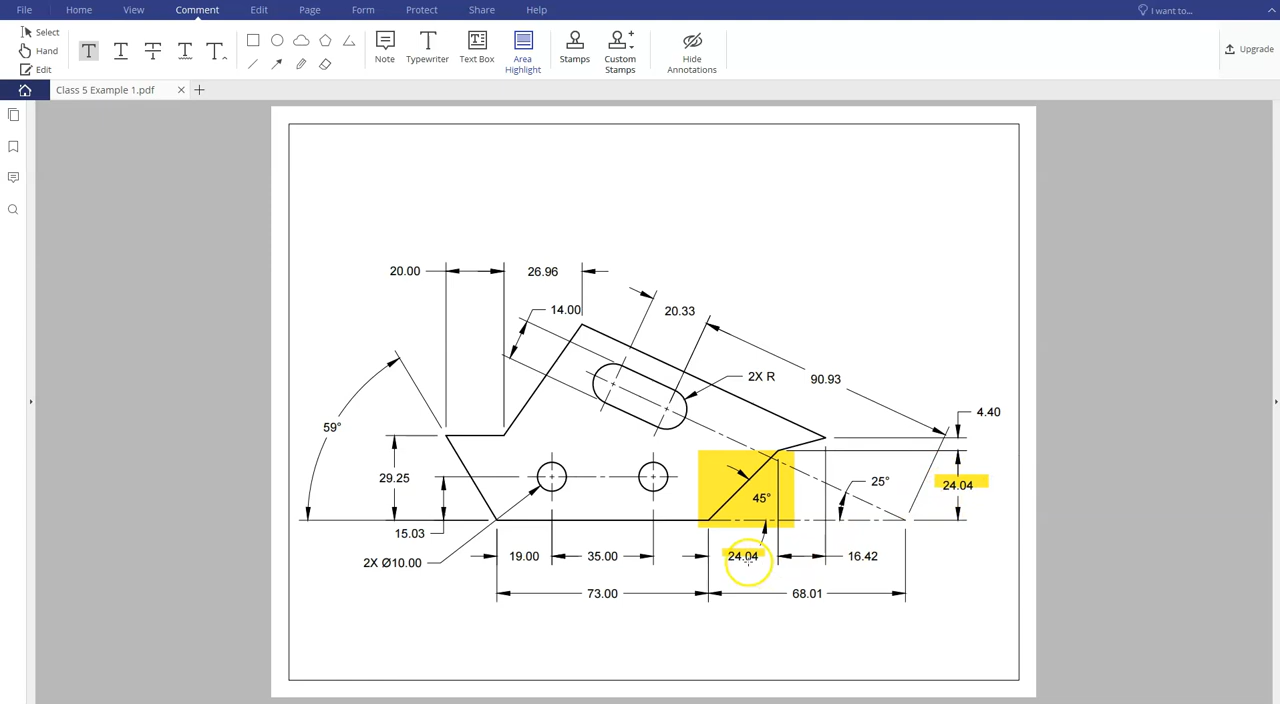 File Home View Comment Edit Page Form Protect Share Help I want to...
Select
Hand
Edit
Note Typewriter Text Box Area Highlight Stamps Custom Stamps Hide Annotations
Upgrade
Class 5 Example 1.pdf
20.00 26.96
14.00 20.33
2X R 90.93
4.40
59°
29.25 45° 25° 24.04
15.03
2X Ø10.00 19.00 35.00 24.04 16.42
73.00 68.01